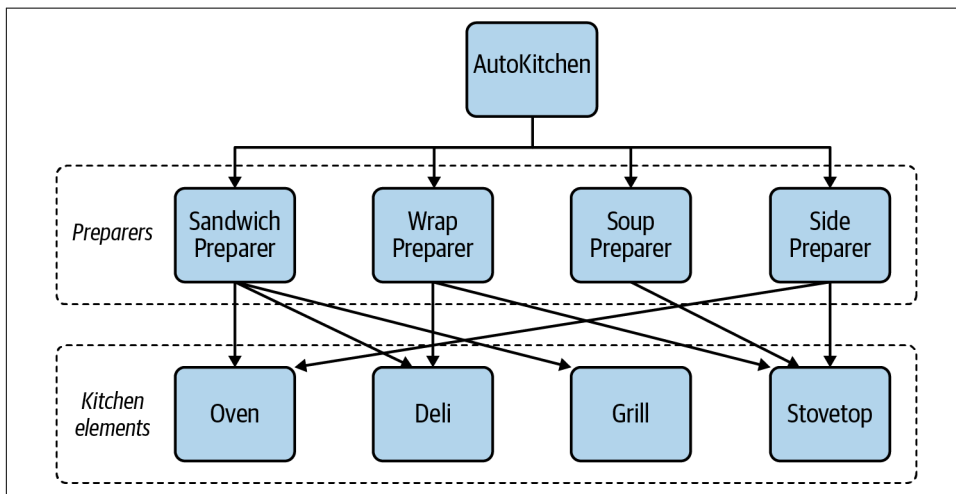 AutoKitchen
Preparers
Sandwich
Preparer
Wrap
Preparer
Soup
Preparer
Side
Preparer
Kitchen
elements
Oven
Deli
Grill
Stovetop